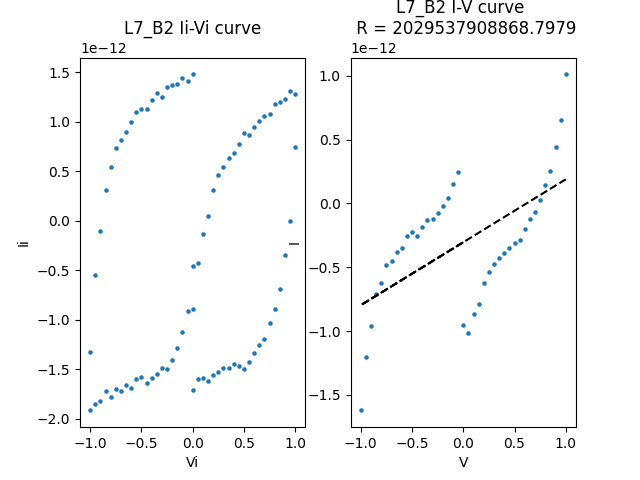 L7_B2 Ii-Vi curve
L7_B2 I-V curve
R = 2029537908868.7979
1e−12
1e−12
1.5
1.0
0.5
0.0
−0.5
−1.0
−1.5
−2.0
Ii
−1.0 −0.5 0.0 0.5 1.0
Vi
1.0
0.5
0.0
−0.5
−1.0
−1.5
I
−1.0 −0.5 0.0 0.5 1.0
V